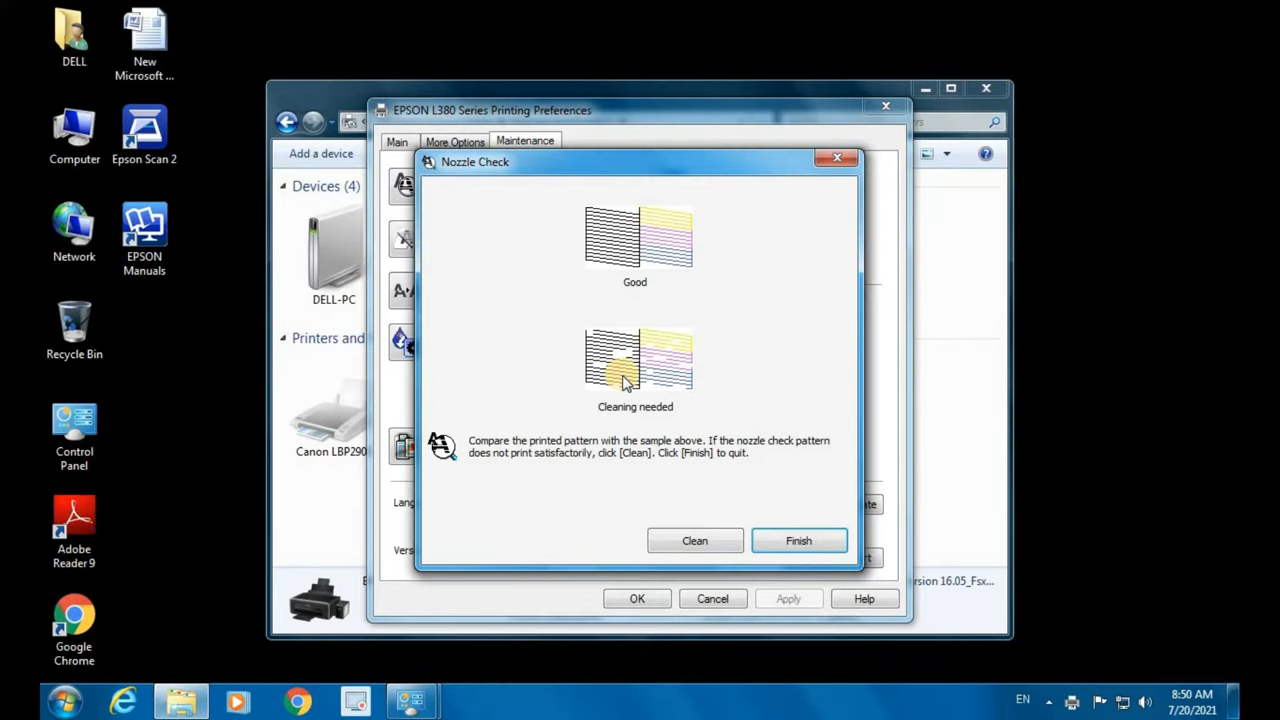 DELL
New
Microsoft ...
Computer
Epson Scan 2
Network
EPSON
Manuals
Recycle Bin
Control
Panel
Adobe
Reader 9
Google
Chrome
Add a device
Devices (4)
DELL-PC
Printers and
Canon LBP290
ersion 16.05_Fsx...
EPSON L380 Series Printing Preferences
Main
More Options
Maintenance
Lang
Vers
OK
Cancel
Apply
Help
Nozzle Check
Good
Cleaning needed
Compare the printed pattern with the sample above. If the nozzle check pattern
does not print satisfactorily, click [Clean]. Click [Finish] to quit.
Clean
Finish
EN
8:50 AM
7/20/2021